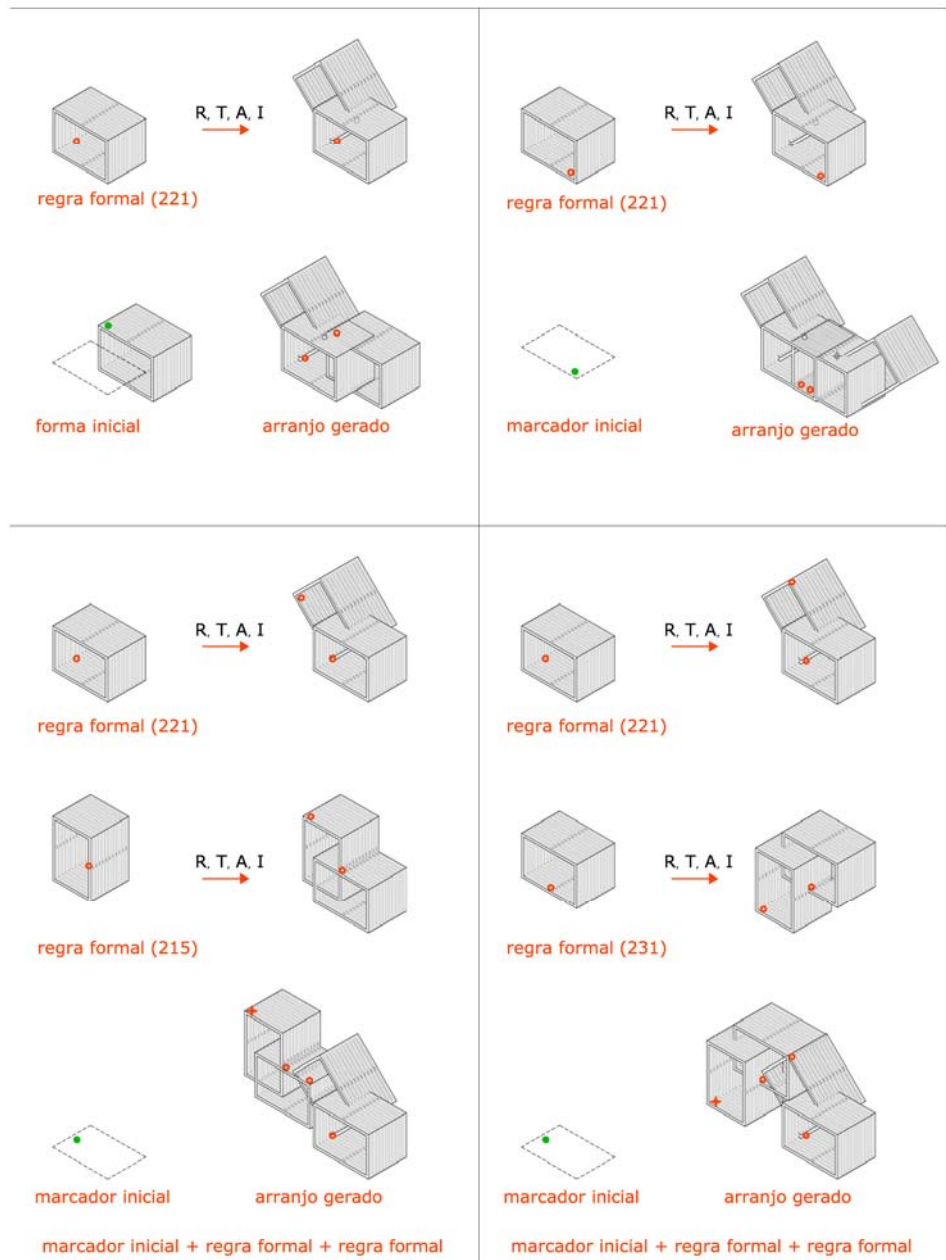 R, T, A, I
regra formal (221)
forma inicial
arranjo gerado
R, T, A, I
regra formal (221)
marcador inicial
arranjo gerado
R, T, A, I
regra formal (221)
R, T, A, I
regra formal (215)
marcador inicial
arranjo gerado
marcador inicial + regra formal + regra formal
R, T, A, I
regra formal (221)
R, T, A, I
regra formal (231)
marcador inicial
arranjo gerado
marcador inicial + regra formal + regra formal